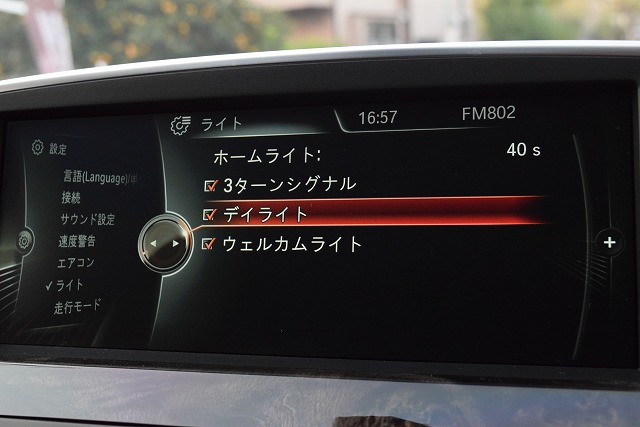 ライト
16:57
FM802
設定
言語(Language)/単
接続
サウンド設定
速度警告
エアコン
✓ライト
走行モード
ホームライト: 40 s
3ターンシグナル
デイライト
ウェルカムライト